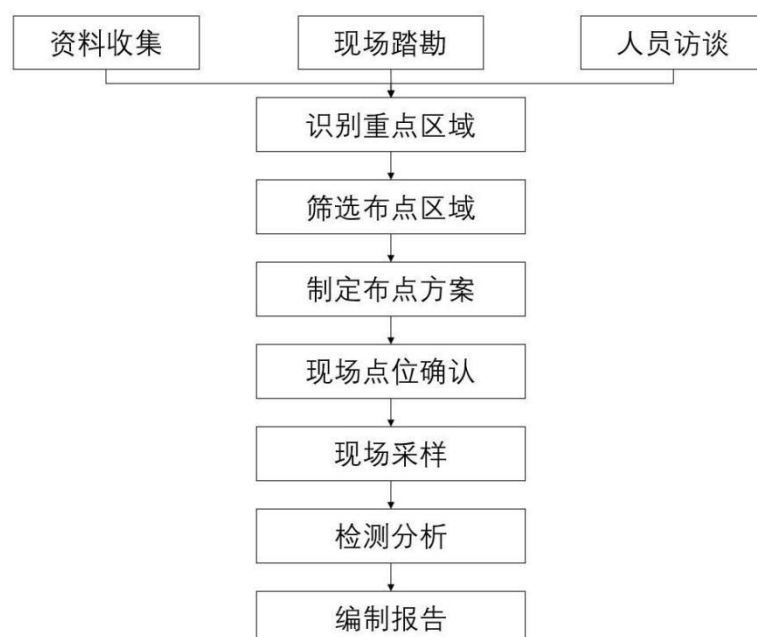 资料收集
现场踏勘
人员访谈
识别重点区域
筛选布点区域
制定布点方案
现场点位确认
现场采样
检测分析
编制报告